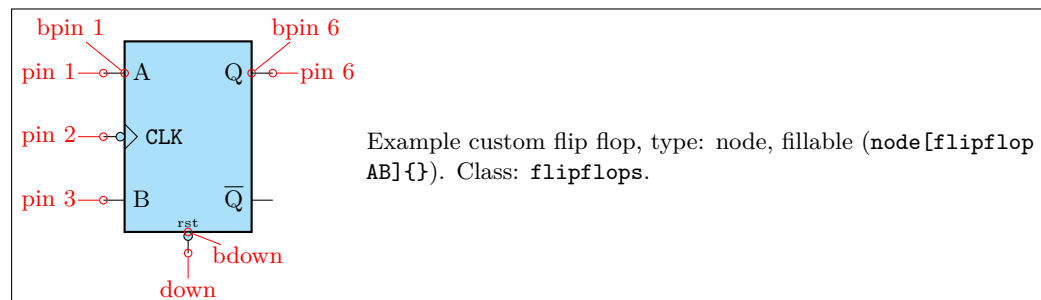 bpin 1
bpin 6
pin 1
A
Q
pin 6
pin 2
CLK
Example custom flip flop, type: node, fillable (node[flipflop
AB]{}). Class: flipflops.
pin 3
B
Q̅
rst
bdown
down